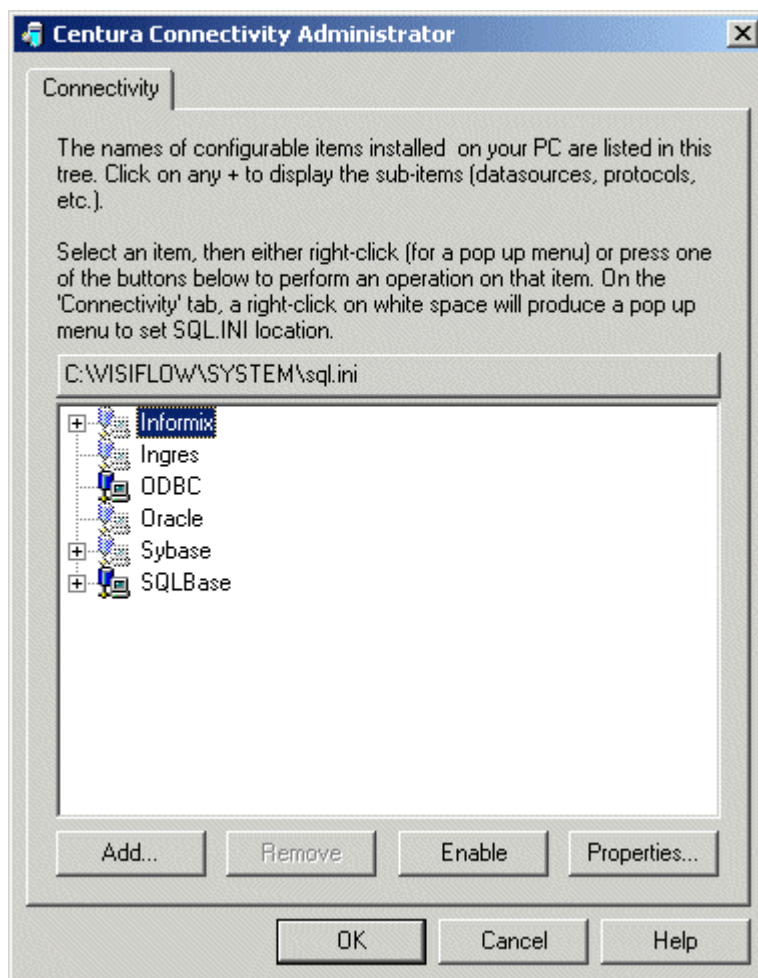 Centura Connectivity Administrator
Connectivity
The names of configurable items installed  on your PC are listed in this
tree. Click on any + to display the sub-items (datasources, protocols,
etc.).
Select an item, then either right-click (for a pop up menu) or press one
of the buttons below to perform an operation on that item. On the
'Connectivity' tab, a right-click on white space will produce a pop up
menu to set SQL.INI location.
C:\VISIFLOW\SYSTEM\sql.ini
Informix
Ingres
ODBC
Oracle
Sybase
SQLBase
Add... Remove Enable Properties...
OK Cancel Help